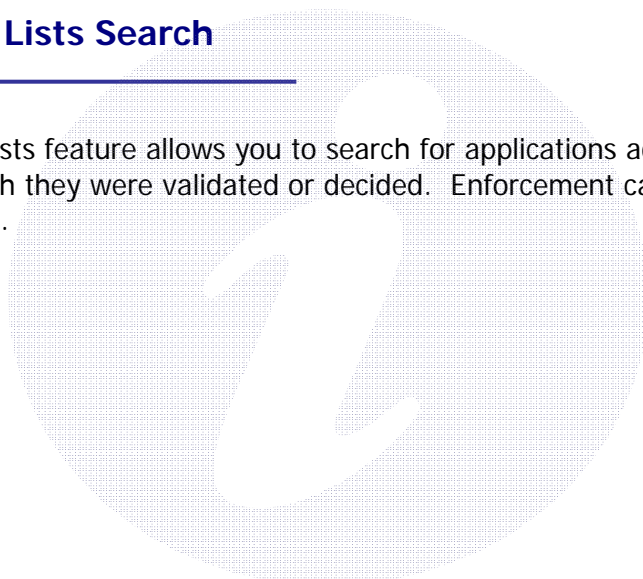 Lists Search
sts feature allows you to search for applications a
h they were validated or decided. Enforcement ca
.